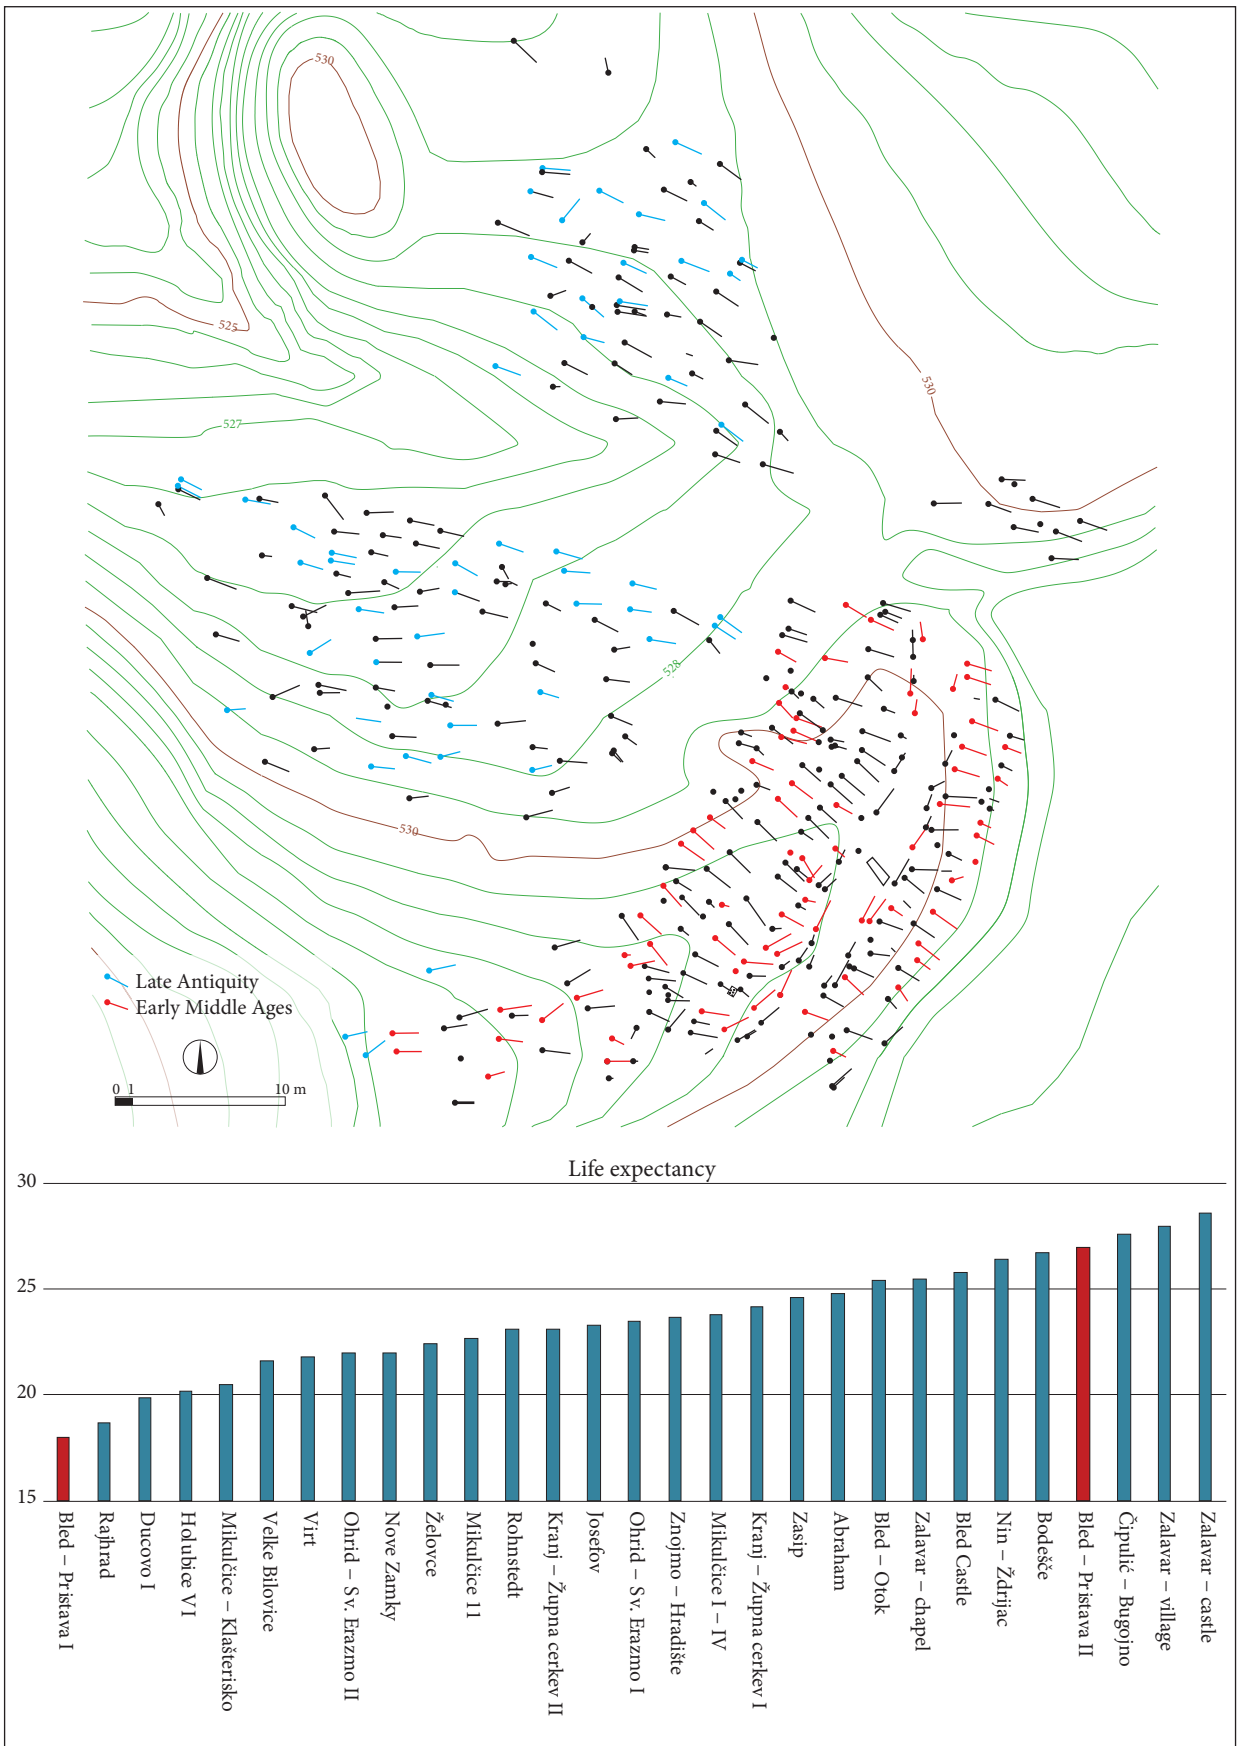 530
525
530
527
528
530
Late Antiquity
Early Middle Ages
0 1 10 m
Life expectancy
30
25
20
15
Bled – Pristava I
Rajhrad
Ducovo I
Holubice VI
Mikulčice – Klašterisko
Velke Bilovice
Virt
Ohrid – Sv. Erazmo II
Nove Zamky
Želovce
Mikulčice 11
Rohnstedt
Kranj – Župna cerkev II
Josefov
Ohrid – Sv. Erazmo I
Znojmo – Hradište
Mikulčice I – IV
Kranj – Župna cerkev I
Zasip
Abraham
Bled – Otok
Zalavar – chapel
Bled Castle
Nin – Ždrijac
Bodešče
Bled – Pristava II
Čipulić – Bugojno
Zalavar – village
Zalavar – castle